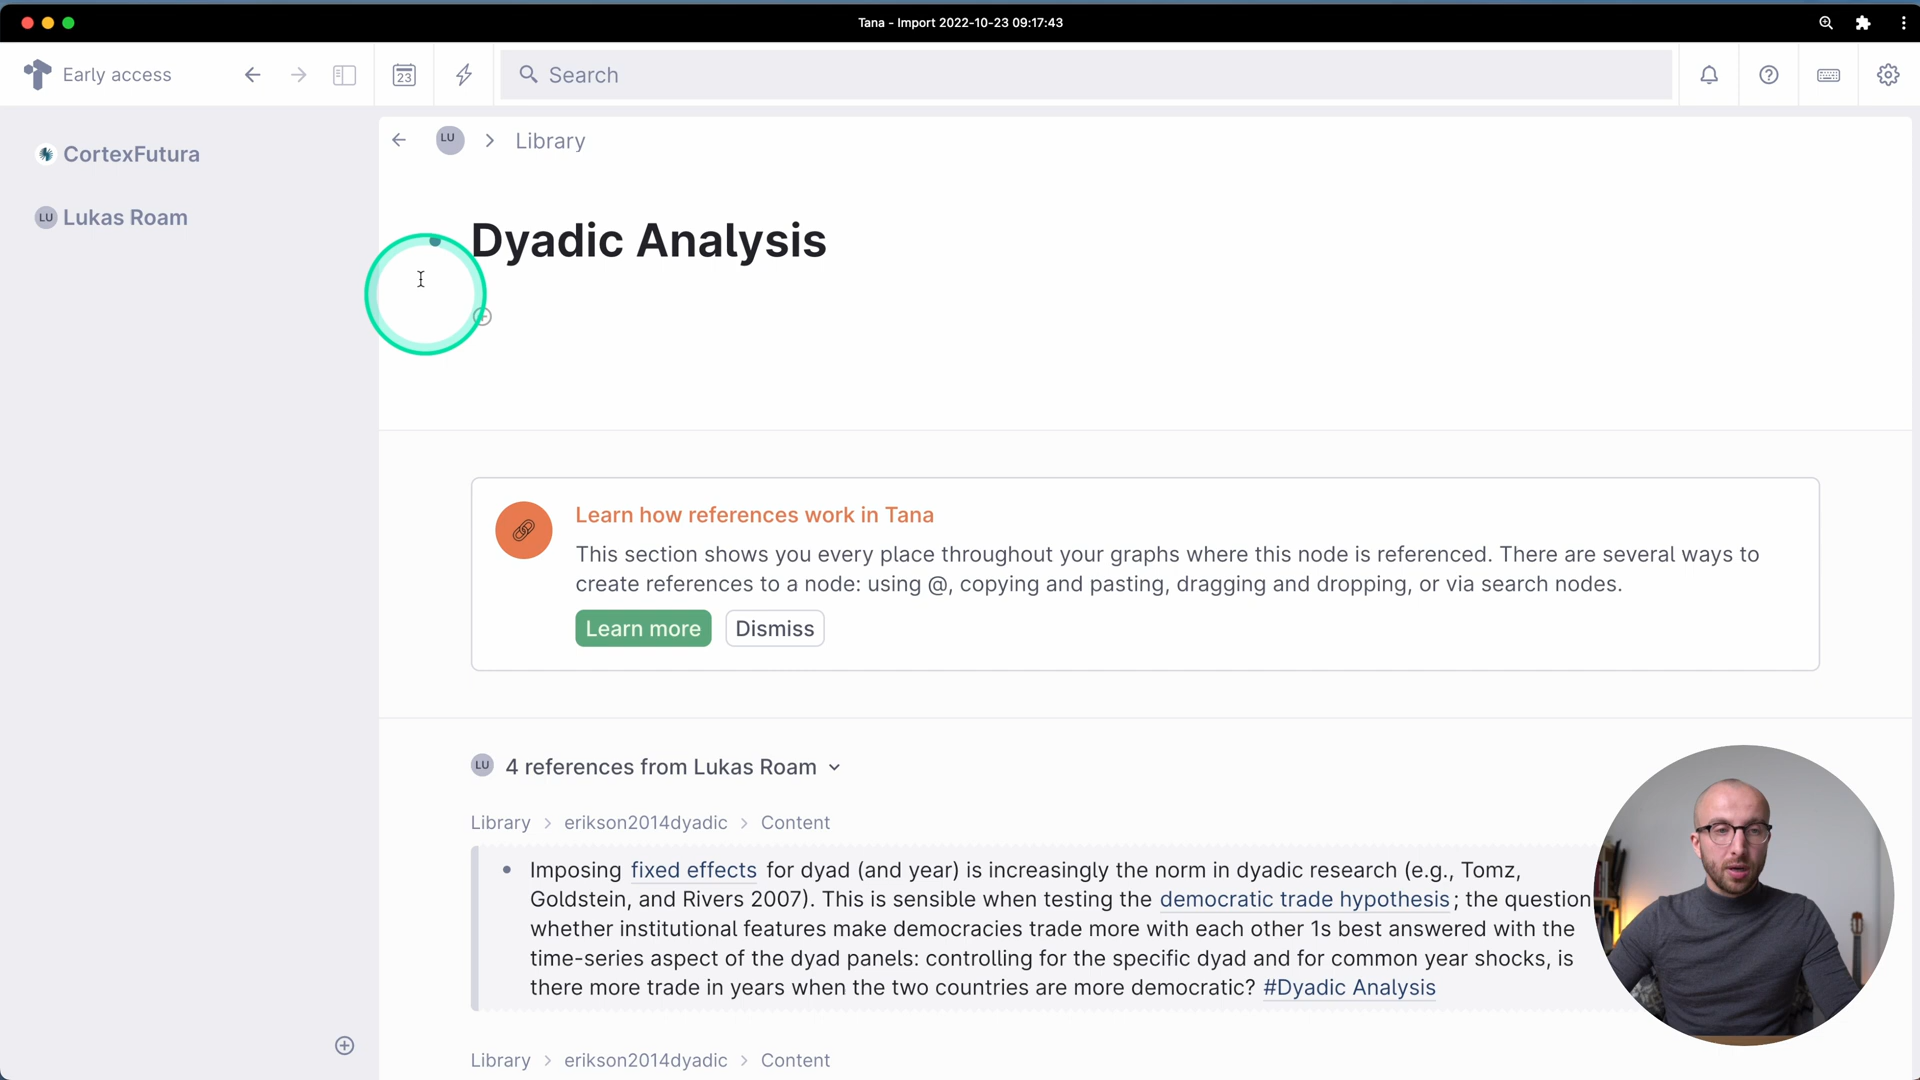 Tana - Import 2022-10-23 09:17:43
Early access
23
Search
CortexFutura
LU Lukas Roam
LU > Library
Dyadic Analysis
Learn how references work in Tana
This section shows you every place throughout your graphs where this node is referenced. There are several ways to
create references to a node: using @, copying and pasting, dragging and dropping, or via search nodes.
Learn more Dismiss
LU 4 references from Lukas Roam
Library > erikson2014dyadic > Content
• Imposing fixed effects for dyad (and year) is increasingly the norm in dyadic research (e.g., Tomz,
Goldstein, and Rivers 2007). This is sensible when testing the democratic trade hypothesis; the question
whether institutional features make democracies trade more with each other 1s best answered with the
time-series aspect of the dyad panels: controlling for the specific dyad and for common year shocks, is
there more trade in years when the two countries are more democratic? #Dyadic Analysis
Library > erikson2014dyadic > Content